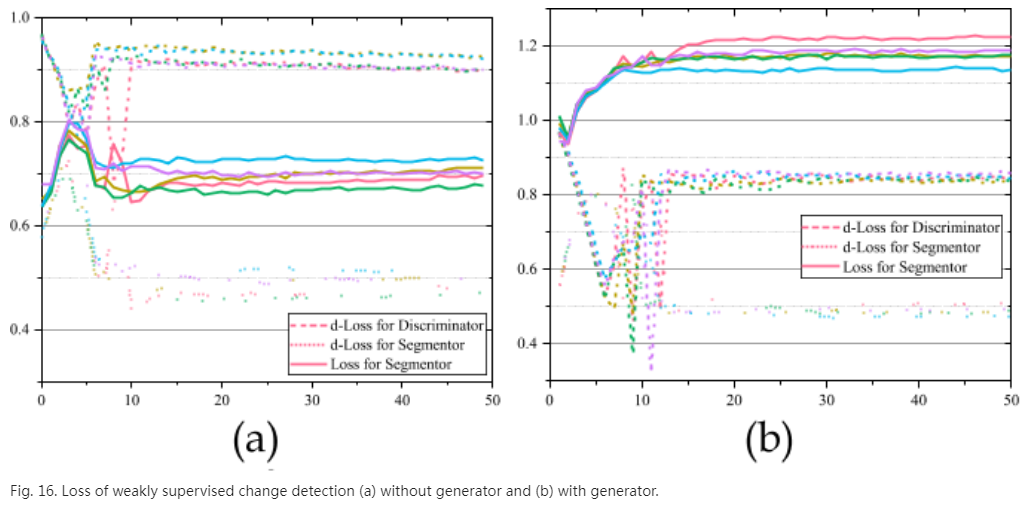 1.0
0.8
0.6
0.4
0
10
20
30
40
50
d-Loss for Discriminator
d-Loss for Segmentor
Loss for Segmentor
(a)
1.2
1.0
0.8
0.6
0.4
0
10
20
30
40
50
d-Loss for Discriminator
d-Loss for Segmentor
Loss for Segmentor
(b)
Fig. 16. Loss of weakly supervised change detection (a) without generator and (b) with generator.